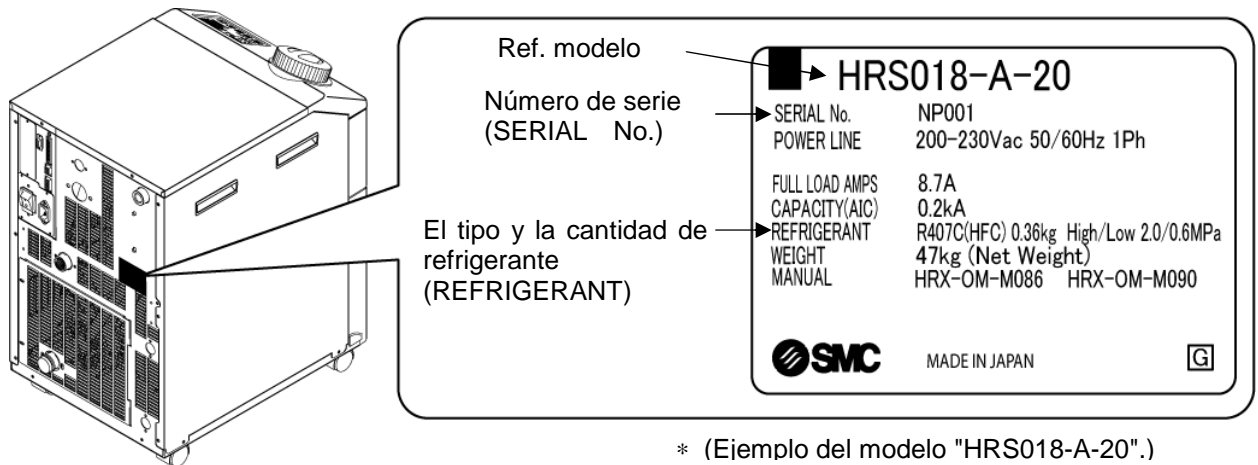 Ref. modelo
Número de serie
(SERIAL No.)
El tipo y la cantidad de
refrigerante
(REFRIGERANT)
HRS018-A-20
SERIAL No. NP001
POWER LINE 200-230Vac 50/60Hz 1Ph
FULL LOAD AMPS 8.7A
CAPACITY(AIC) 0.2kA
REFRIGERANT R407C(HFC) 0.36kg High/Low 2.0/0.6MPa
WEIGHT 47kg (Net Weight)
MANUAL HRX-OM-M086 HRX-OM-M090
SMC MADE IN JAPAN G
* (Ejemplo del modelo "HRS018-A-20".)